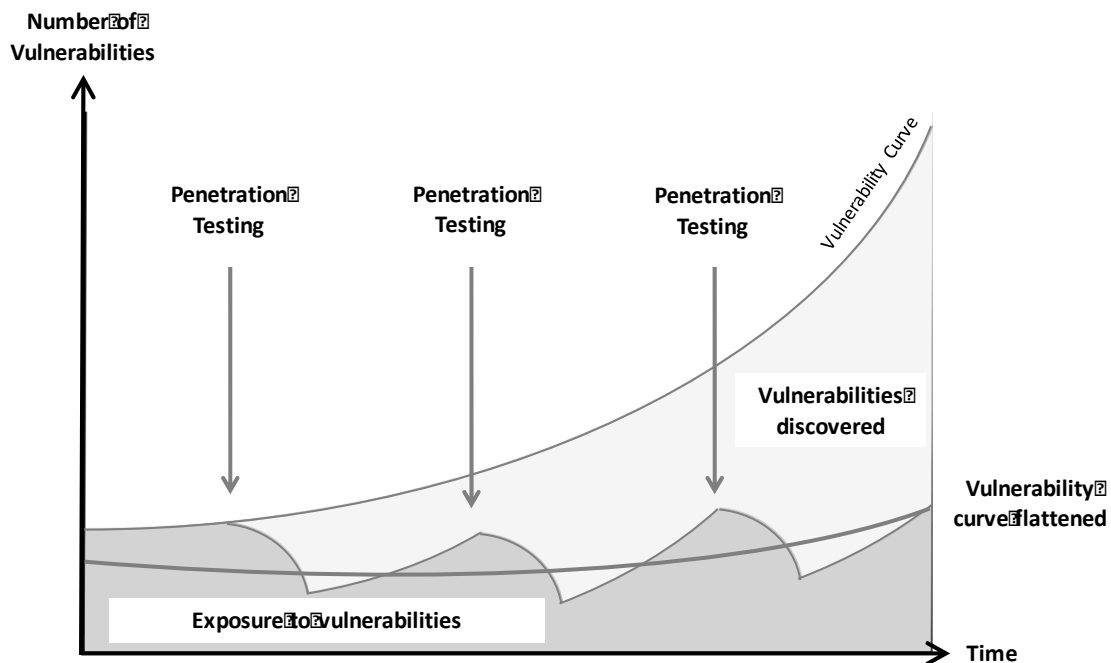 Number�of�
Vulnerabilities
Penetration�
Testing
Penetration�
Testing
Penetration�
Testing
Vulnerability Curve
Vulnerabilities�
discovered
Vulnerability�
curve�flattened
Exposure�to�vulnerabilities
Time